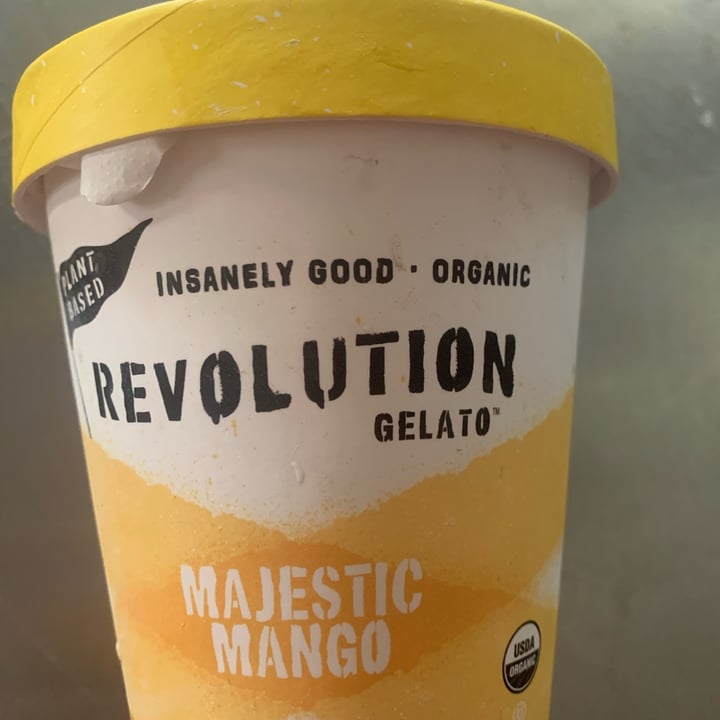 PLANT
BASED
INSANELY GOOD · ORGANIC
REVOLUTION
GELATO™
MAJESTIC
MANGO
USDA
ORGANIC